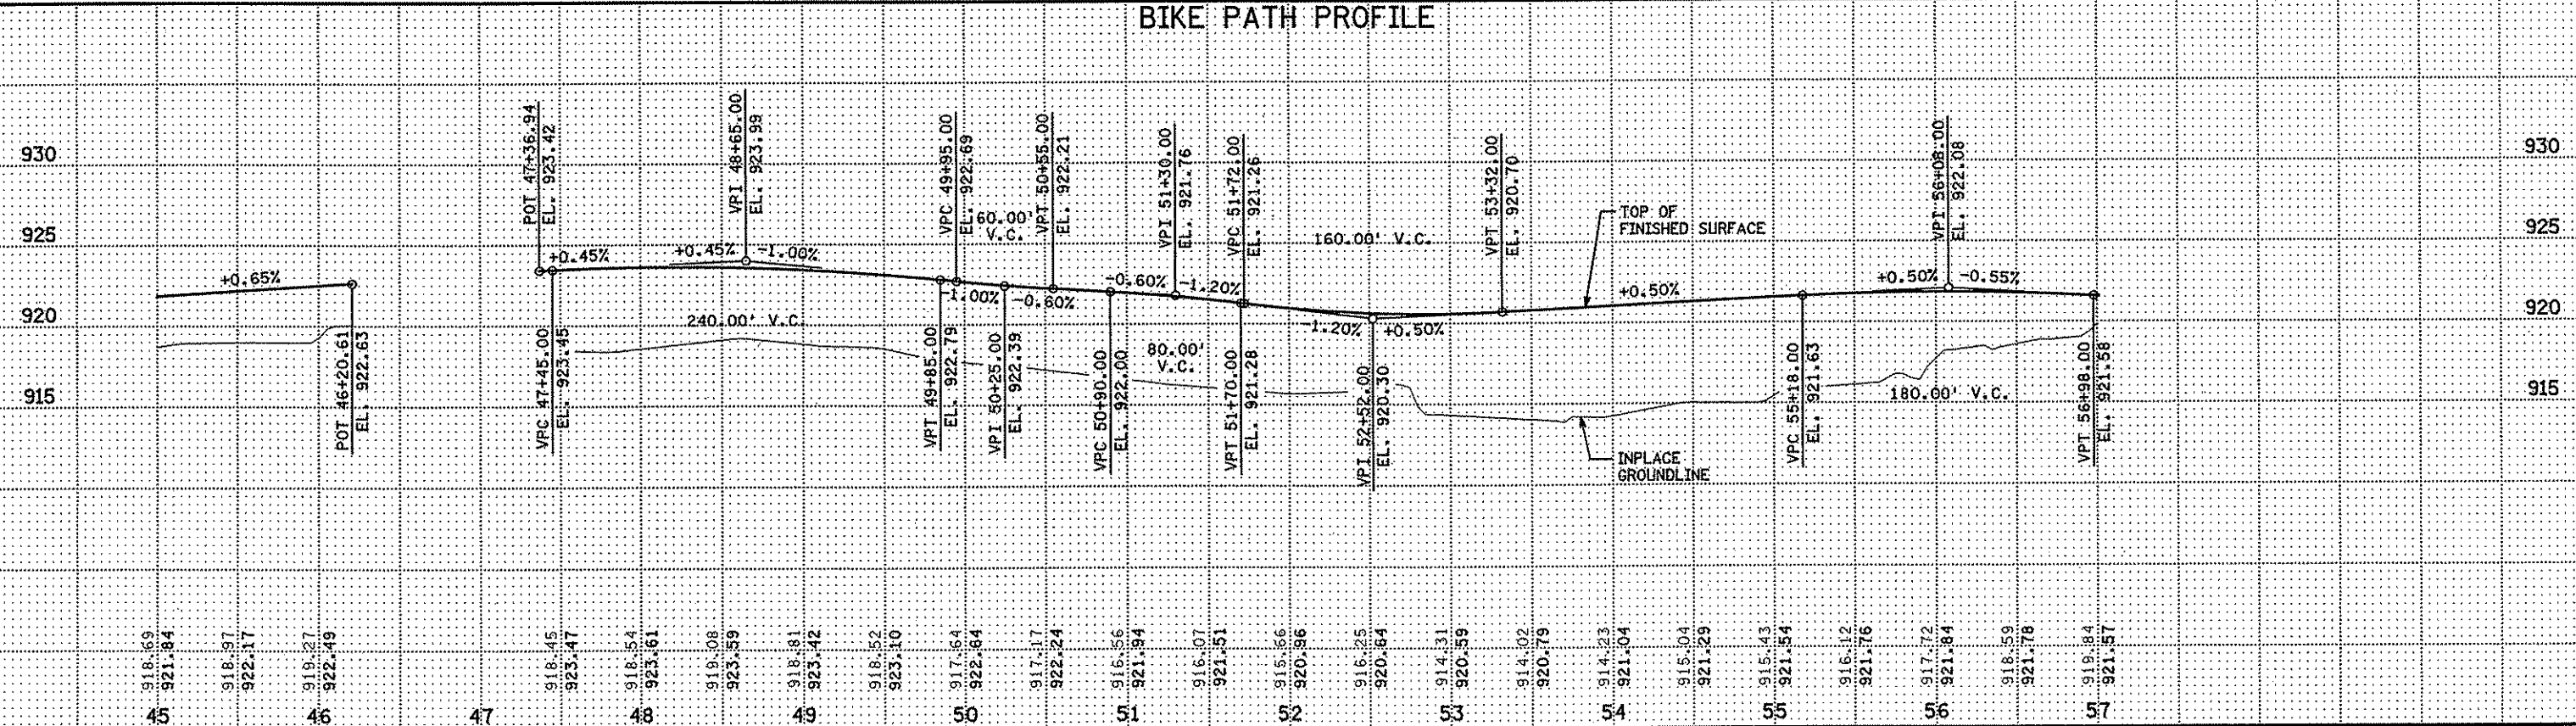 BIKE PATH PROFILE
930
925
920
915
930
925
920
915
+0.65%
POT 46+20.61
EL. 922.63
POT 47+36.94
EL. 923.42
+0.45%
VPC 47+45.00
EL. 923.45
VPI 48+65.00
EL. 923.99
+0.45%
-1.00%
240.00' V.C.
VPT 49+85.00
EL. 922.79
VPC 49+95.00
EL. 922.69
60.00'
V.C.
-1.00%
VPI 50+25.00
EL. 922.39
-0.60%
VPT 50+55.00
EL. 922.21
VPC 50+90.00
EL. 922.00
-0.60%
VPI 51+30.00
EL. 921.76
-1.20%
80.00'
V.C.
VPT 51+70.00
EL. 921.28
VPC 51+72.00
EL. 921.26
160.00' V.C.
-1.20%
VPI 52+52.00
EL. 920.30
+0.50%
VPT 53+32.00
EL. 920.70
TOP OF
FINISHED SURFACE
+0.50%
INPLACE
GROUNDLINE
VPC 55+18.00
EL. 921.63
+0.50%
VPI 56+08.00
EL. 922.08
-0.55%
180.00' V.C.
VPT 56+98.00
EL. 921.58
918.69
921.84
918.97
922.17
919.27
922.49
918.45
923.47
918.54
923.61
919.08
923.59
918.81
923.42
918.52
923.10
917.64
922.64
917.17
922.24
916.56
921.94
916.07
921.51
915.66
920.96
916.25
920.64
914.31
920.59
914.02
920.79
914.23
921.04
915.04
921.29
915.43
921.54
916.12
921.76
917.72
921.84
918.59
921.78
919.84
921.57
45
46
47
48
49
50
51
52
53
54
55
56
57